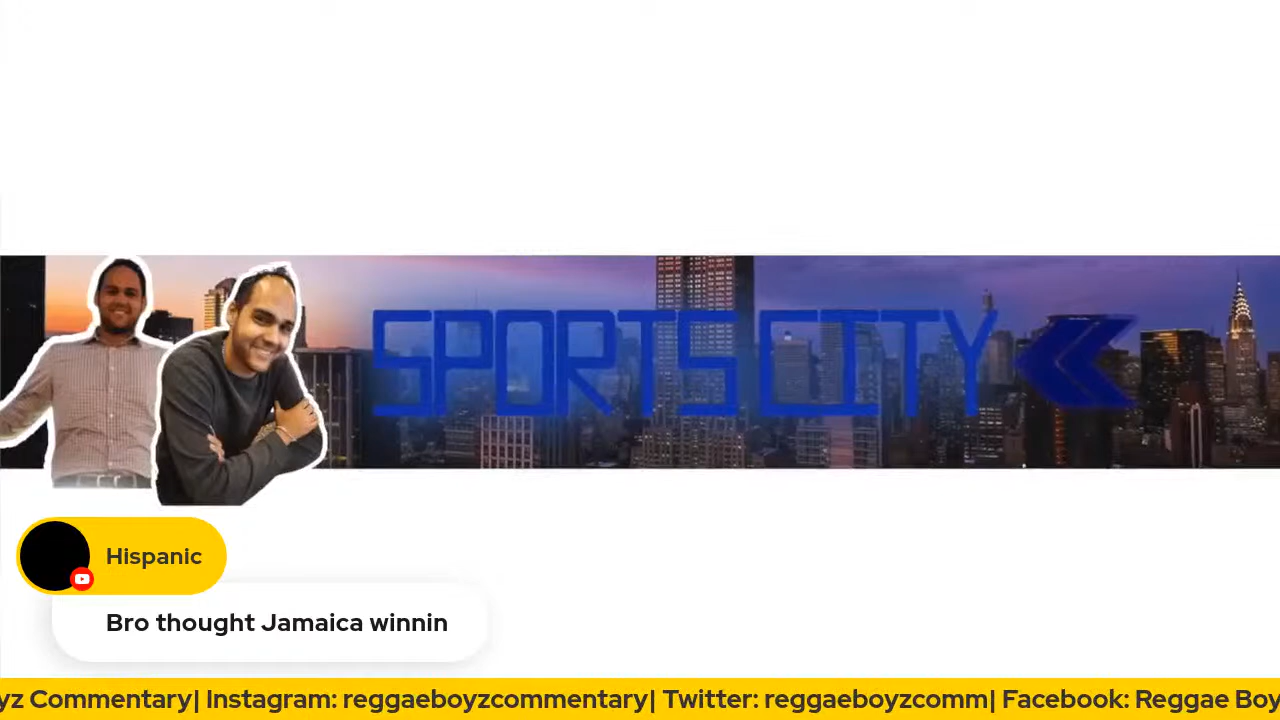 SPORTS CITY
Hispanic
Bro thought Jamaica winnin
yz Commentary| Instagram: reggaeboyzcommentary| Twitter: reggaeboyzcomm| Facebook: Reggae Boy